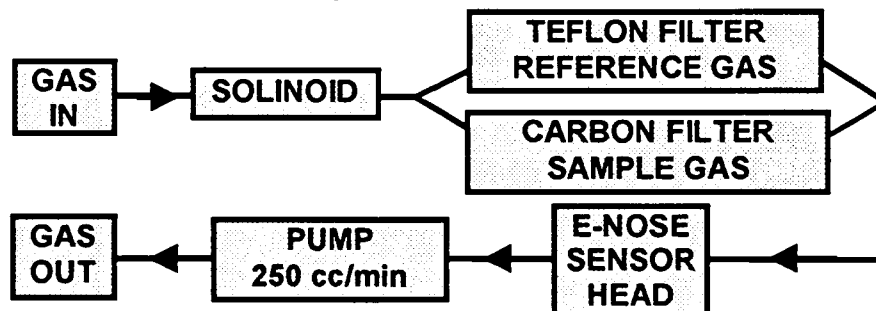 GAS
IN
SOLINOID
TEFLON FILTER
REFERENCE GAS
CARBON FILTER
SAMPLE GAS
GAS
OUT
PUMP
250 cc/min
E-NOSE
SENSOR
HEAD